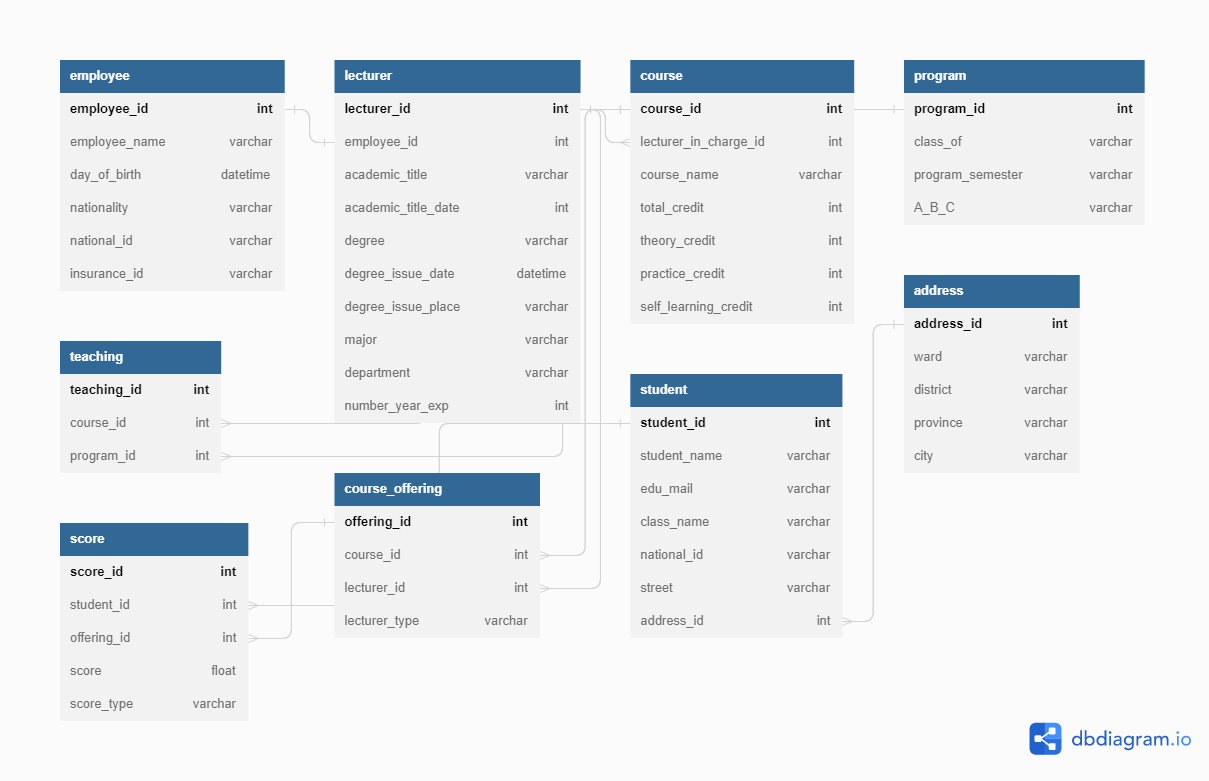 employee
employee_id int
employee_name varchar
day_of_birth datetime
nationality varchar
national_id varchar
insurance_id varchar
lecturer
lecturer_id int
employee_id int
academic_title varchar
academic_title_date int
degree varchar
degree_issue_date datetime
degree_issue_place varchar
major varchar
department varchar
number_year_exp int
course
course_id int
lecturer_in_charge_id int
course_name varchar
total_credit int
theory_credit int
practice_credit int
self_learning_credit int
program
program_id int
class_of varchar
program_semester varchar
A_B_C varchar
address
address_id int
ward varchar
district varchar
province varchar
city varchar
teaching
teaching_id int
course_id int
program_id int
student
student_id int
student_name varchar
edu_mail varchar
class_name varchar
national_id varchar
street varchar
address_id int
course_offering
offering_id int
course_id int
lecturer_id int
lecturer_type varchar
score
score_id int
student_id int
offering_id int
score float
score_type varchar
dbdiagram.io